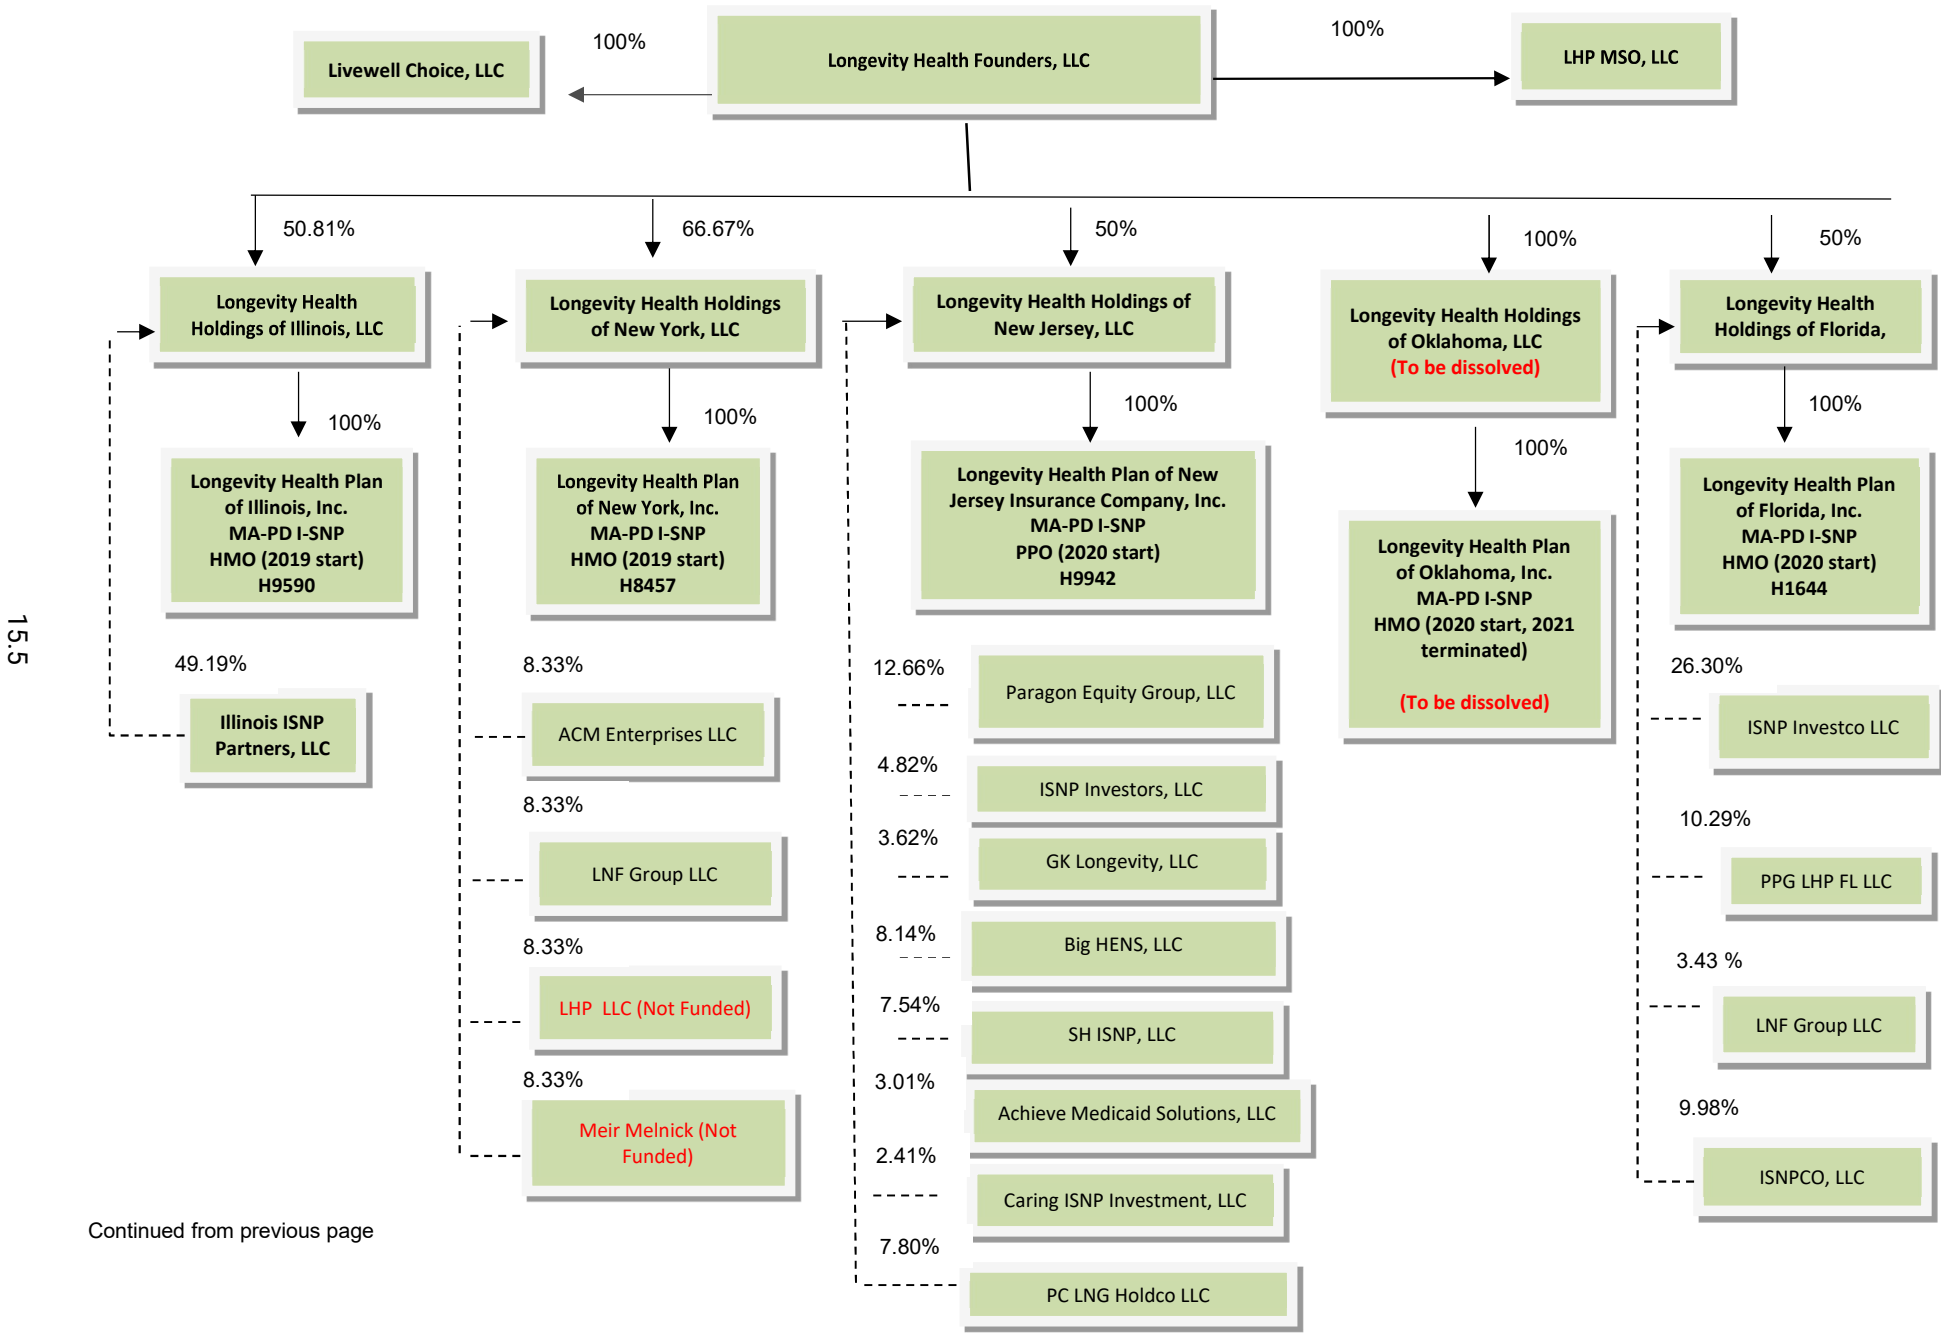 100%
Longevity Health Founders, LLC
100%
Livewell Choice, LLC
LHP MSO, LLC
50.81%
66.67%
50%
100%
50%
Longevity Health
Holdings of Illinois, LLC
Longevity Health Holdings
of New York, LLC
Longevity Health Holdings of
New Jersey, LLC
Longevity Health Holdings
of Oklahoma, LLC
(To be dissolved)
Longevity Health
Holdings of Florida,
100%
100%
100%
100%
100%
Longevity Health Plan
of Illinois, Inc.
MA-PD I-SNP
HMO (2019 start)
H9590
Longevity Health Plan
of New York, Inc.
MA-PD I-SNP
HMO (2019 start)
H8457
Longevity Health Plan of New
Jersey Insurance Company, Inc.
MA-PD I-SNP
PPO (2020 start)
H9942
Longevity Health Plan
of Oklahoma, Inc.
MA-PD I-SNP
HMO (2020 start, 2021
terminated)
(To be dissolved)
Longevity Health Plan
of Florida, Inc.
MA-PD I-SNP
HMO (2020 start)
H1644
15.5
49.19%
Illinois ISNP
Partners, LLC
8.33%
ACM Enterprises LLC
8.33%
LNF Group LLC
8.33%
LHP  LLC (Not Funded)
8.33%
Meir Melnick (Not
Funded)
12.66%
Paragon Equity Group, LLC
4.82%
ISNP Investors, LLC
3.62%
GK Longevity, LLC
8.14%
Big HENS, LLC
7.54%
SH ISNP, LLC
3.01%
Achieve Medicaid Solutions, LLC
2.41%
Caring ISNP Investment, LLC
7.80%
PC LNG Holdco LLC
26.30%
ISNP Investco LLC
10.29%
PPG LHP FL LLC
3.43 %
LNF Group LLC
9.98%
ISNPCO, LLC
Continued from previous page